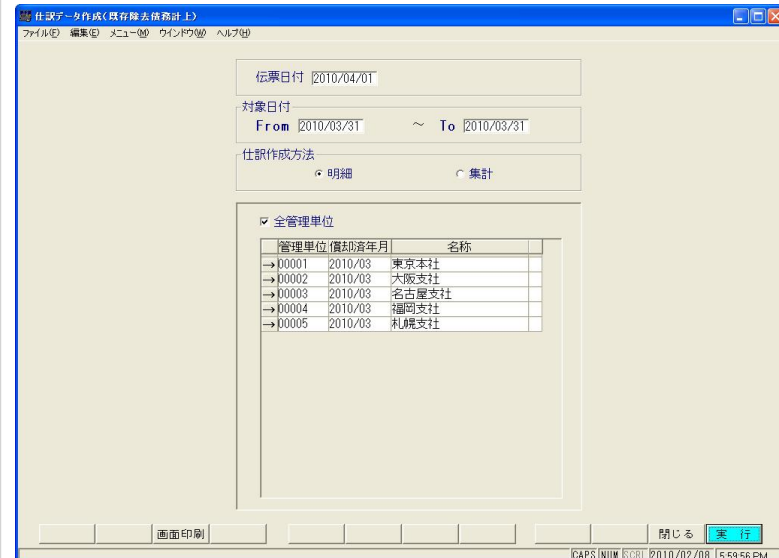 仕訳データ作成(既存除去債務計上)
ファイル(F) 編集(E) メニュー(M) ウインドウ(W) ヘルプ(H)
伝票日付 2010/04/01
対象日付
From 2010/03/31 ～ To 2010/03/31
仕訳作成方法
明細 集計
全管理単位
管理単位 償却済年月 名称
→ 00001 2010/03 東京本社
→ 00002 2010/03 大阪支社
→ 00003 2010/03 名古屋支社
→ 00004 2010/03 福岡支社
→ 00005 2010/03 札幌支社
画面印刷 閉じる 実 行
CAPS NUM SCRL 2010/02/08 5:59:56 PM